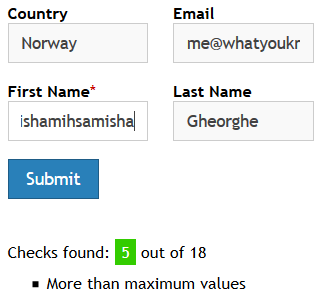 Country Email
Norway me@whatyoukr
First Name* Last Name
ishamihsamisha Gheorghe
Submit
Checks found: 5 out of 18
More than maximum values